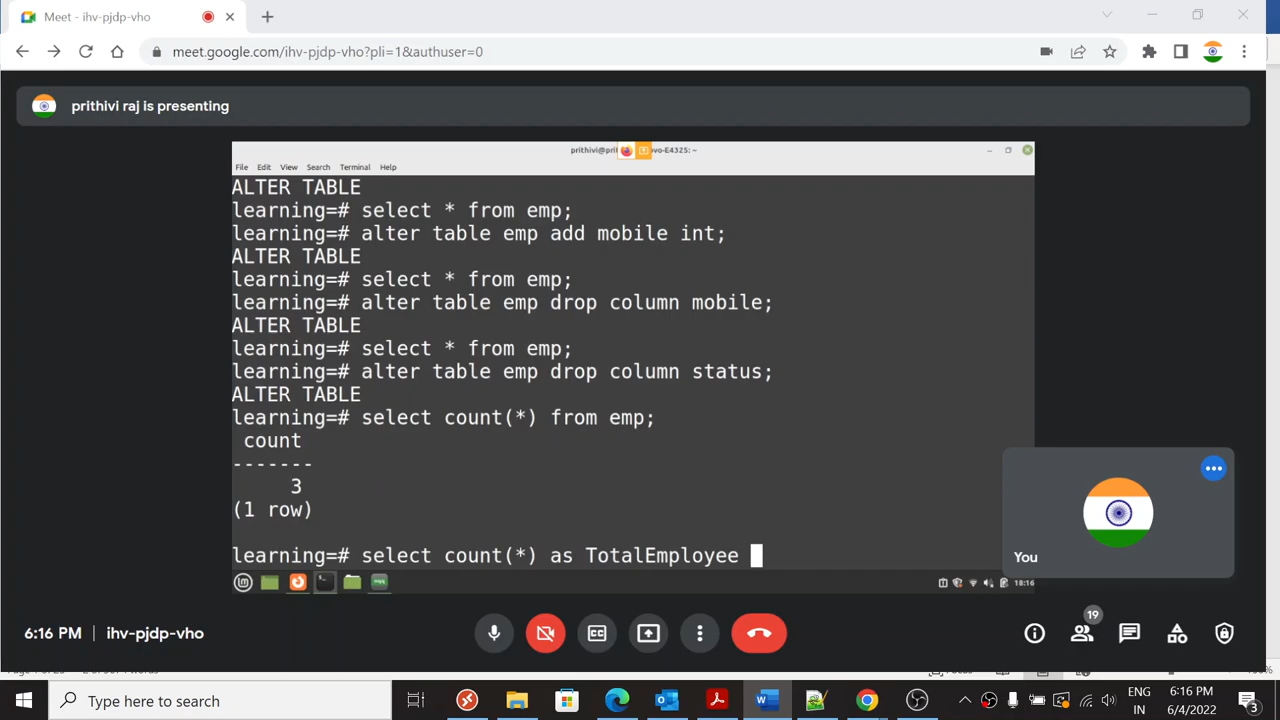 Meet - ihv-pjdp-vho
meet.google.com/ihv-pjdp-vho?pli=1&authuser=0
prithivi raj is presenting
File Edit View Search Terminal Help
ALTER TABLE
learning=# select * from emp;
learning=# alter table emp add mobile int;
ALTER TABLE
learning=# select * from emp;
learning=# alter table emp drop column mobile;
ALTER TABLE
learning=# select * from emp;
learning=# alter table emp drop column status;
ALTER TABLE
learning=# select count(*) from emp;
count
-------
3
(1 row)
learning=# select count(*) as TotalEmployee
18:16
You
6:16 PM | ihv-pjdp-vho
19
Type here to search
ENG
IN
6:16 PM
6/4/2022
3